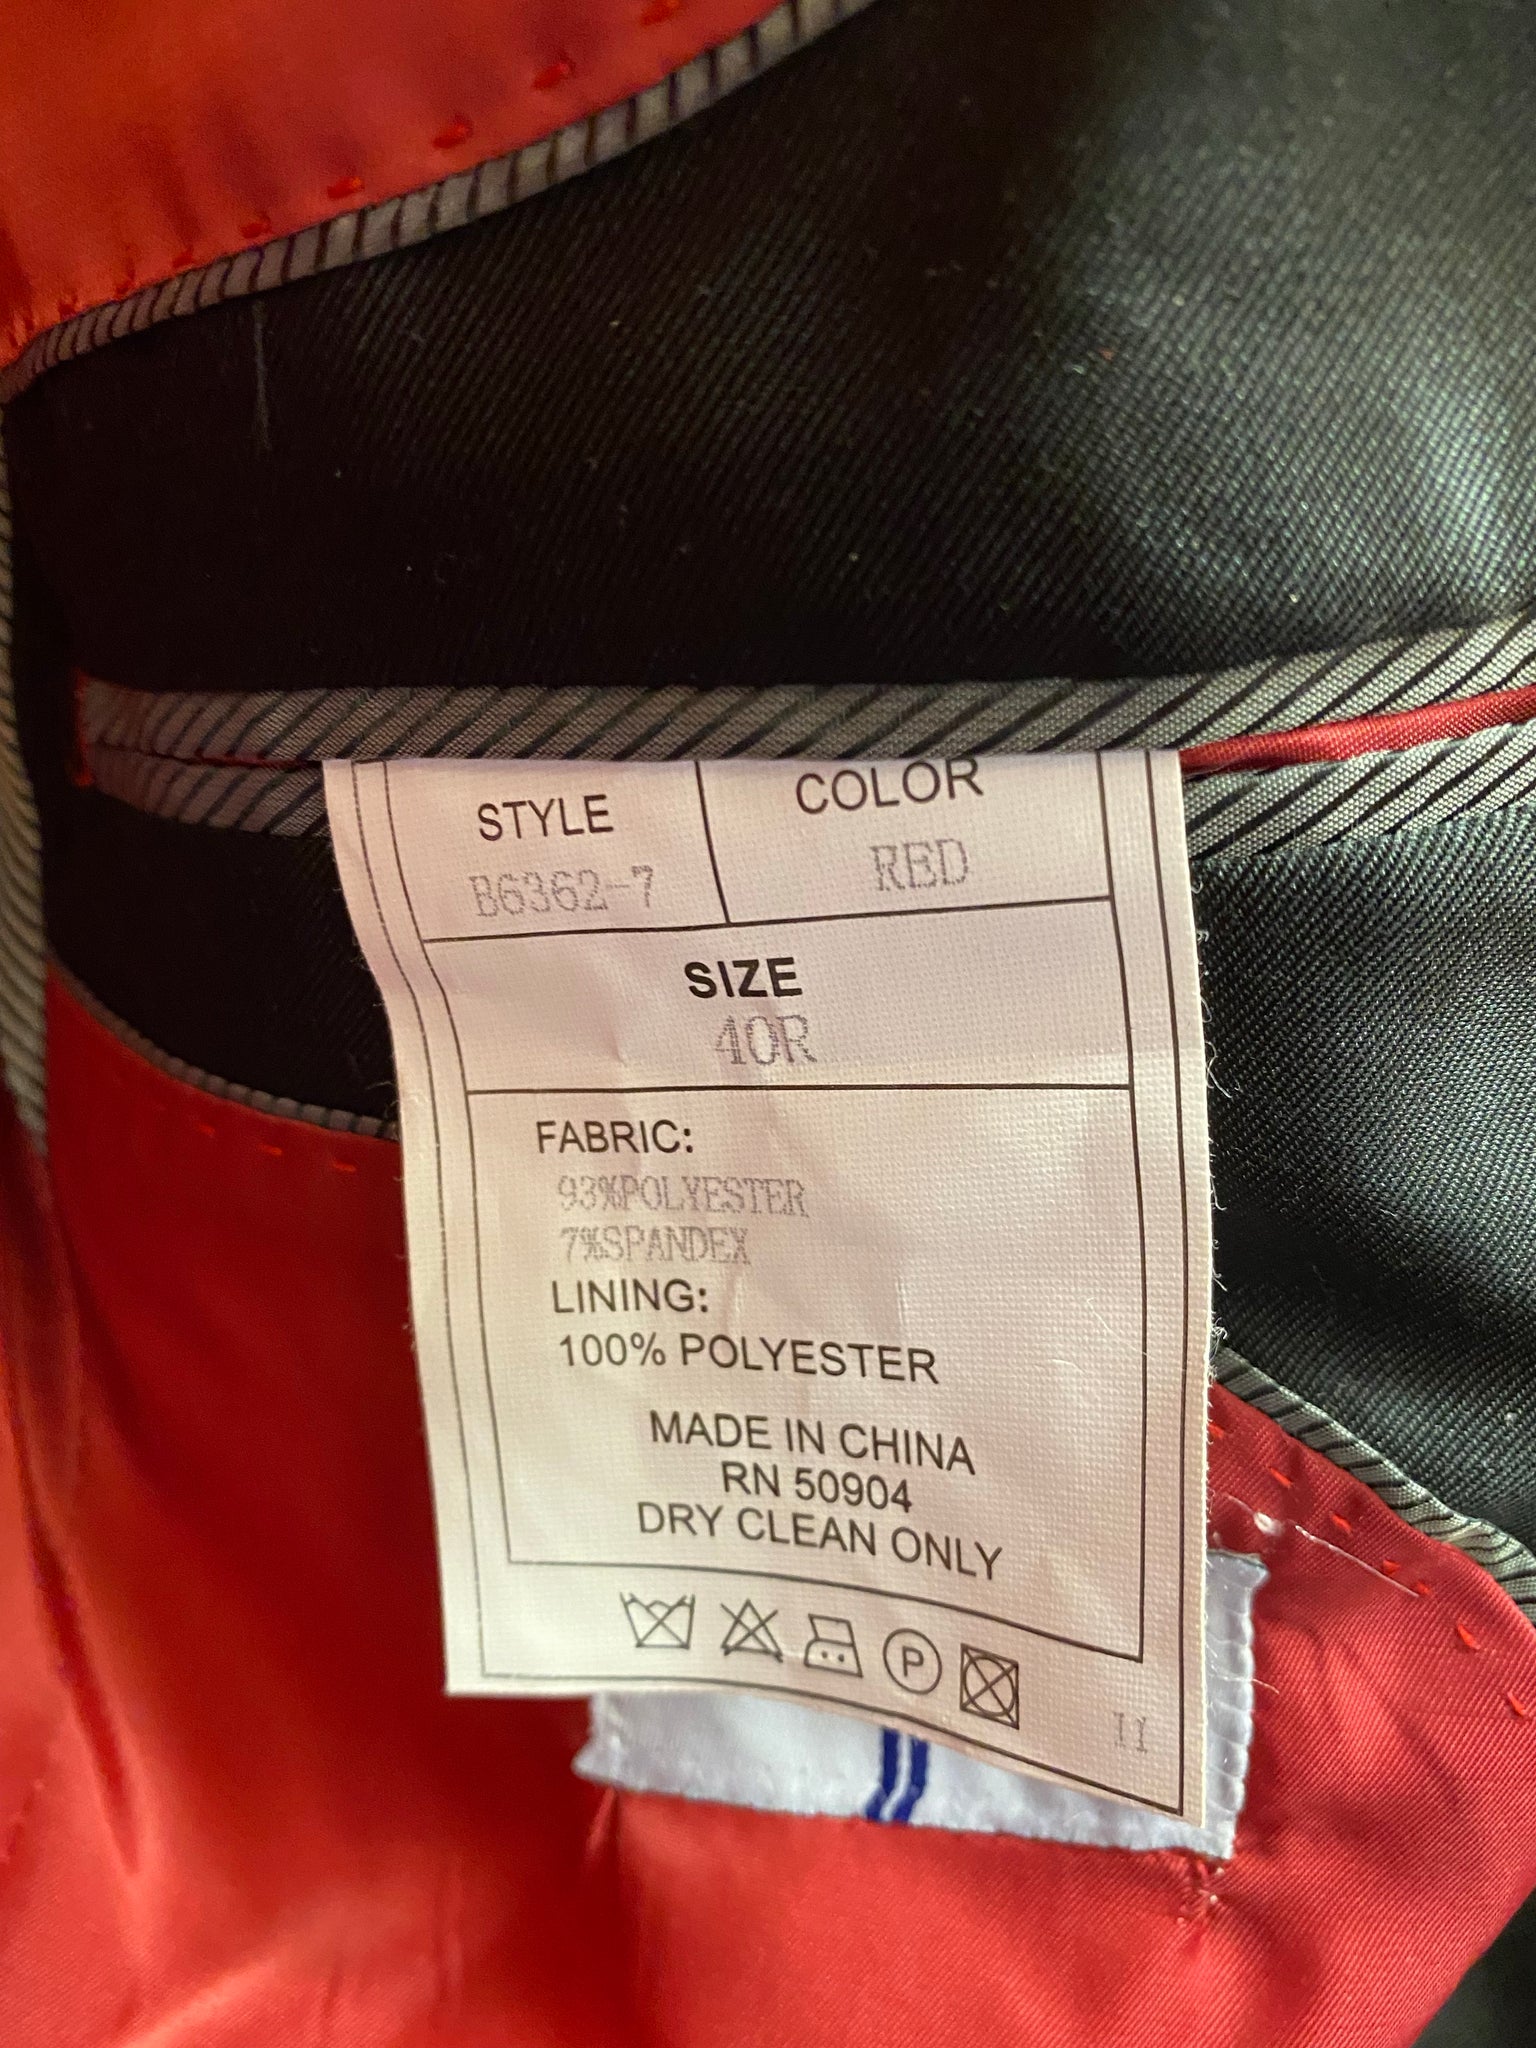 STYLE
COLOR
B6362-7
RED
SIZE
40R
FABRIC:
93%POLYESTER
7%SPANDEX
LINING:
100% POLYESTER
MADE IN CHINA
RN 50904
DRY CLEAN ONLY
P
11